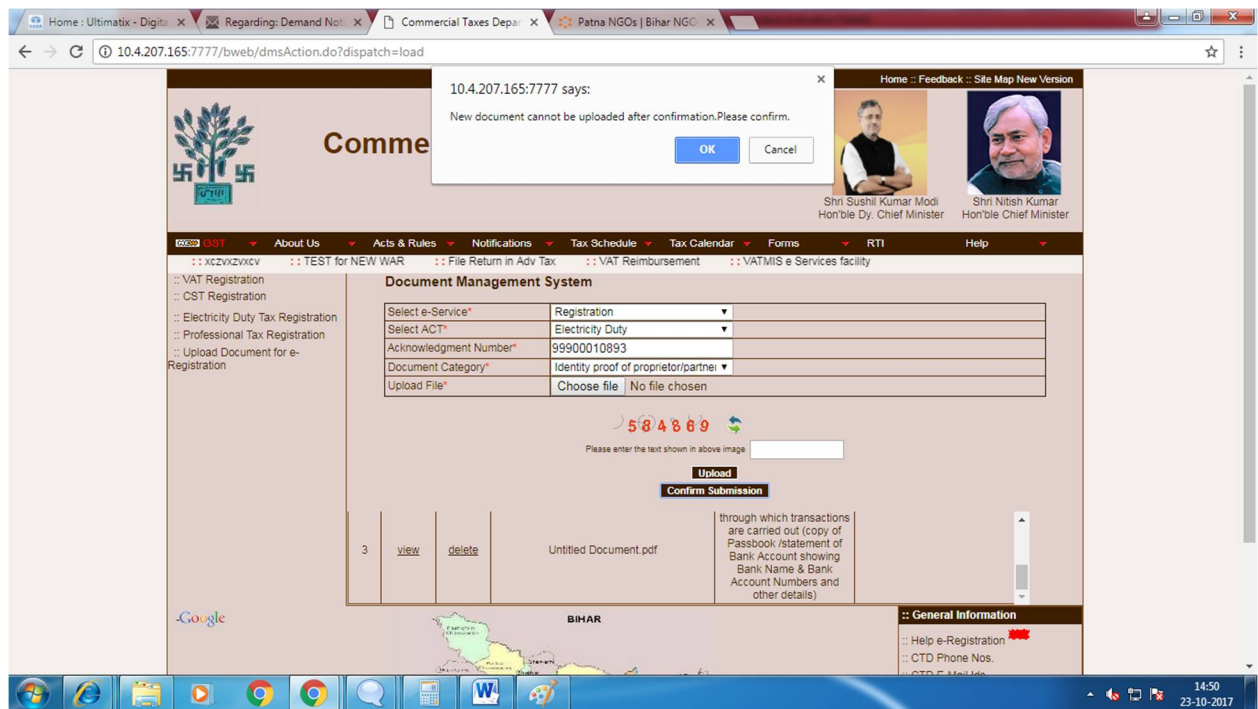 Home : Ultimatix - Digita
Regarding: Demand Noti
Commercial Taxes Depar
Patna NGOs | Bihar NGO
10.4.207.165:7777/bweb/dmsAction.do?dispatch=load
Home :: Feedback :: Site Map New Version
10.4.207.165:7777 says:
New document cannot be uploaded after confirmation.Please confirm.
OK
Cancel
Comme
Shri Sushil Kumar Modi
Hon'ble Dy. Chief Minister
Shri Nitish Kumar
Hon'ble Chief Minister
GST
About Us
Acts & Rules
Notifications
Tax Schedule
Tax Calendar
Forms
RTI
Help
: : xczvxzvxcv : : TEST for NEW WAR : : File Return in Adv Tax : : VAT Reimbursement : : VATMIS e Services facility
:: VAT Registration
:: CST Registration
:: Electricity Duty Tax Registration
:: Professional Tax Registration
:: Upload Document for e-
Registration
Document Management System
Select e-Service* Registration
Select ACT* Electricity Duty
Acknowledgment Number* 99900010893
Document Category* Identity proof of proprietor/partner
Upload File* Choose file No file chosen
584869
Please enter the text shown in above image
Upload
Confirm Submission
3 view delete Untitled Document.pdf
through which transactions
are carried out (copy of
Passbook /statement of
Bank Account showing
Bank Name & Bank
Account Numbers and
other details)
-Google
BIHAR
:: General Information
:: Help e-Registration
:: CTD Phone Nos.
:: CTD E-Mail Ids
14:50
23-10-2017